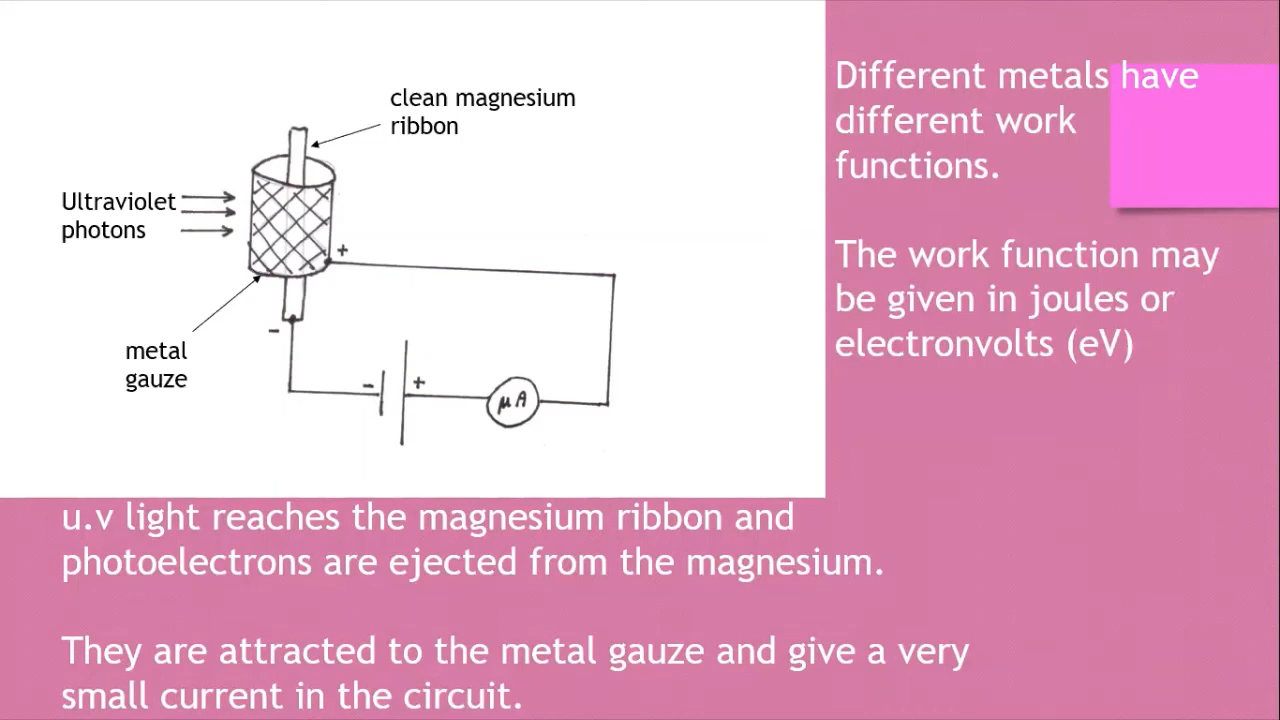 clean magnesium
ribbon
Ultraviolet
photons
+
-
metal
gauze
- +
μA
Different metals have
different work
functions.
The work function may
be given in joules or
electronvolts (eV)
u.v light reaches the magnesium ribbon and
photoelectrons are ejected from the magnesium.
They are attracted to the metal gauze and give a very
small current in the circuit.